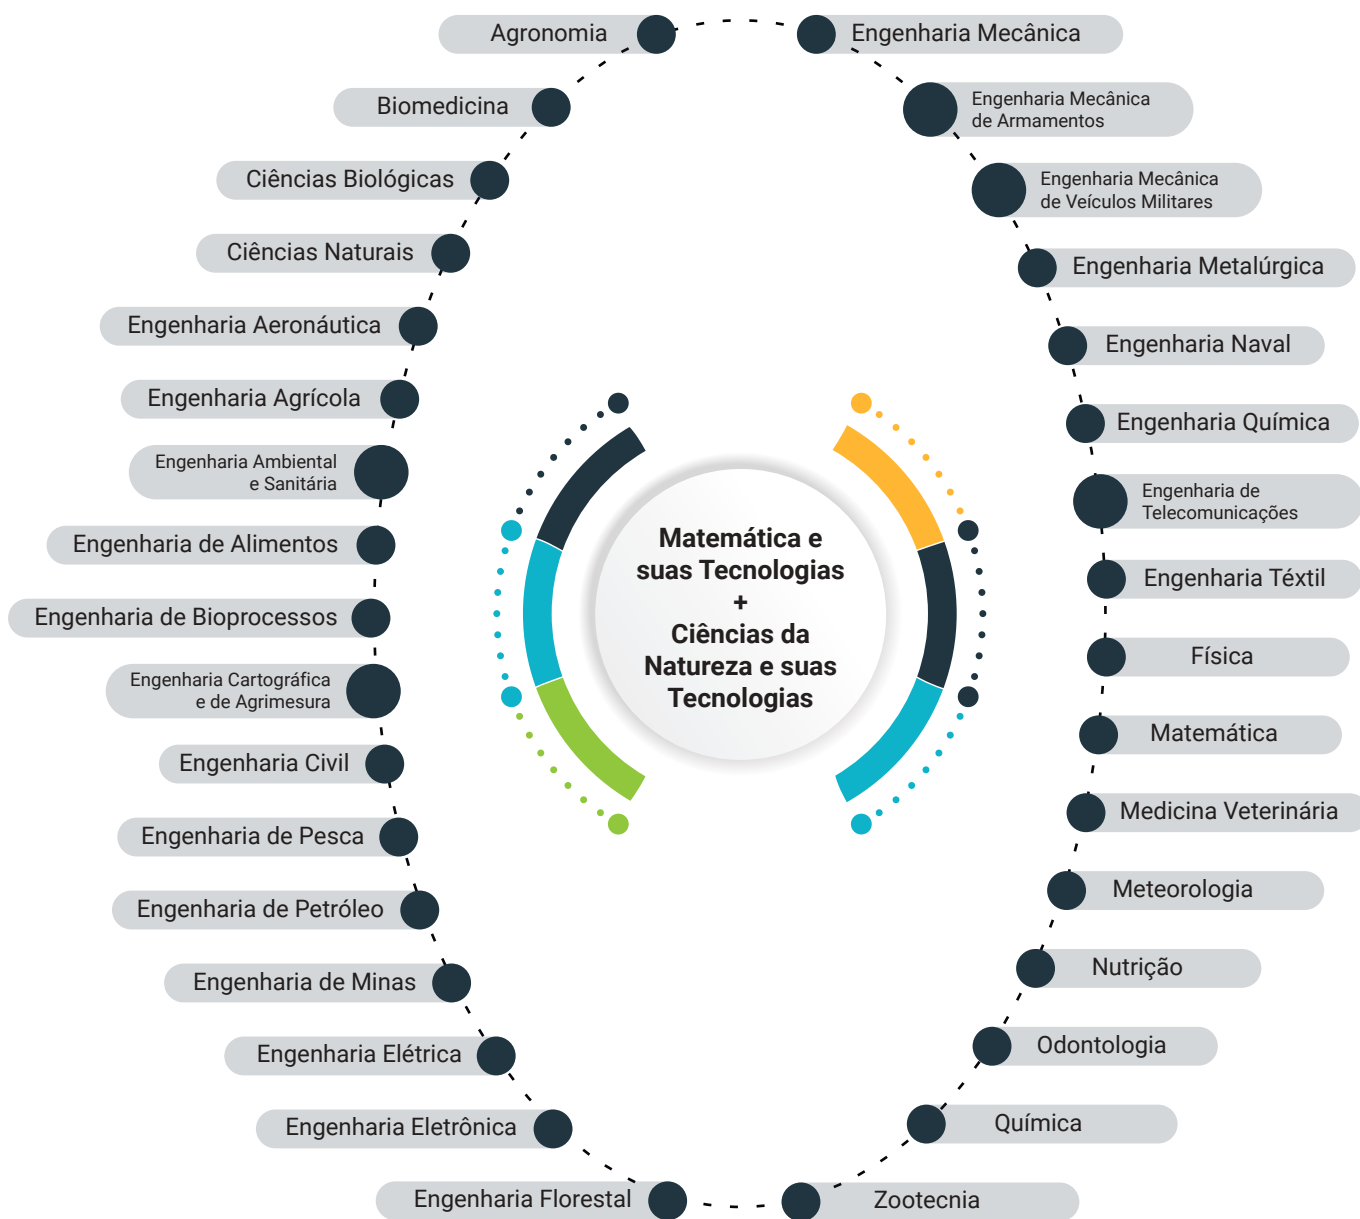 Agronomia
Biomedicina
Ciências Biológicas
Ciências Naturais
Engenharia Aeronáutica
Engenharia Agrícola
Engenharia Ambiental
e Sanitária
Engenharia de Alimentos
Engenharia de Bioprocessos
Engenharia Cartográfica
e de Agrimesura
Engenharia Civil
Engenharia de Pesca
Engenharia de Petróleo
Engenharia de Minas
Engenharia Elétrica
Engenharia Eletrônica
Engenharia Florestal
Matemática e
suas Tecnologias
+
Ciências da
Natureza e suas
Tecnologias
Engenharia Mecânica
Engenharia Mecânica
de Armamentos
Engenharia Mecânica
de Veículos Militares
Engenharia Metalúrgica
Engenharia Naval
Engenharia Química
Engenharia de
Telecomunicações
Engenharia Téxtil
Física
Matemática
Medicina Veterinária
Meteorologia
Nutrição
Odontologia
Química
Zootecnia